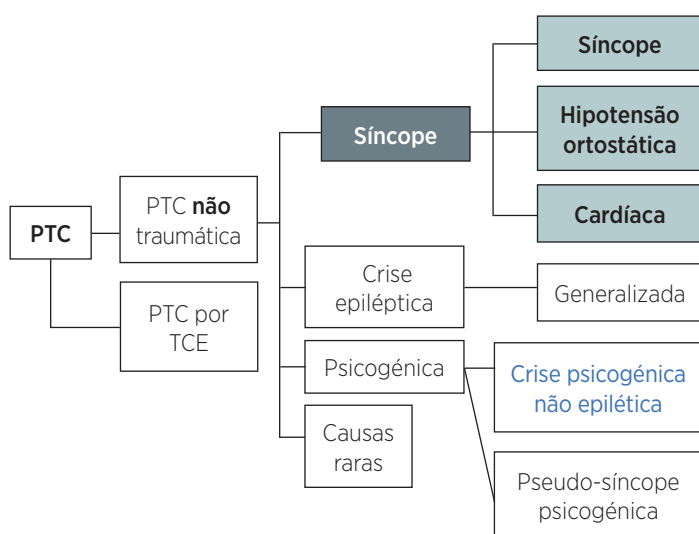 PTC
PTC não
traumática
PTC por
TCE
Síncope
Síncope
Hipotensão
ortostática
Cardíaca
Crise
epiléptica
Generalizada
Psicogénica
Crise psicogénica
não epilética
Pseudo-síncope
psicogénica
Causas
raras